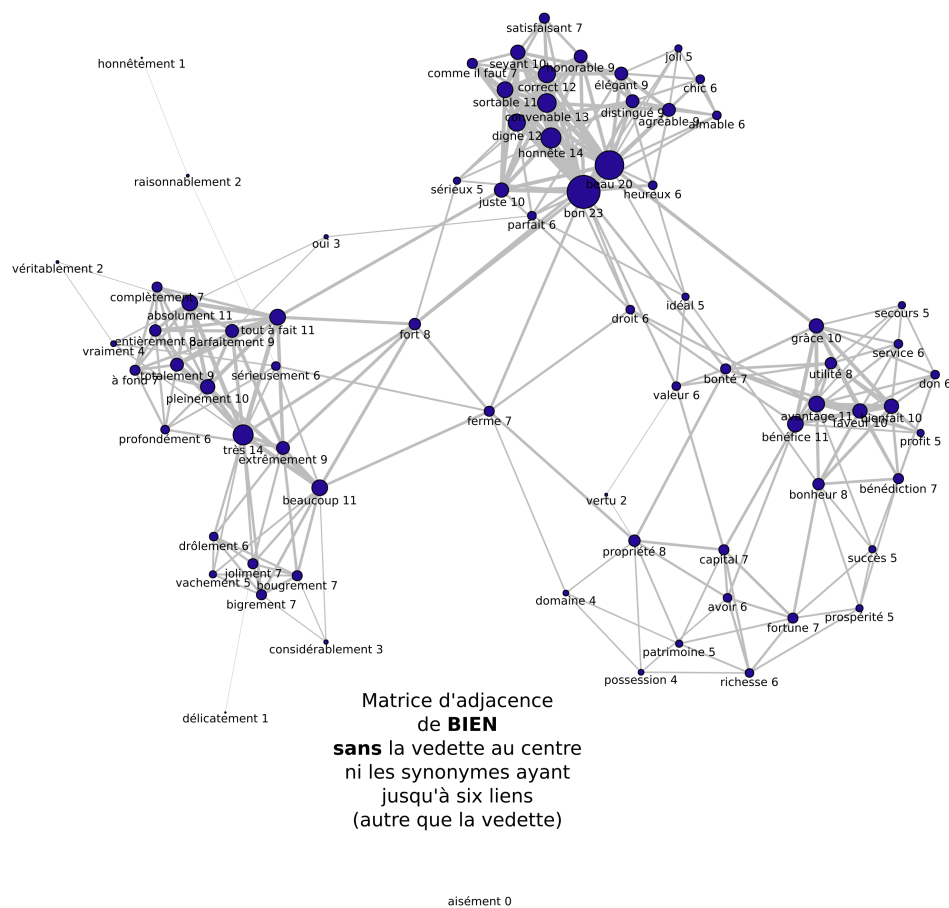 satisfaisant 7
joli 5
honnêtement 1
seyant 10
honorable 9
comme il faut 7
correct 12
élégant 9
chic 6
sortable 11
convenable 13
distingué 9
agréable 9
aimable 6
digne 12
honnête 14
raisonnablement 2
sérieux 5
beau 20
heureux 6
juste 10
bon 23
parfait 6
oui 3
véritablement 2
complètement 7
absolument 11
idéal 5
secours 5
droit 6
tout à fait 11
fort 8
entièrement 8
parfaitement 9
grâce 10
vraiment 4
service 6
utilité 8
à fond 7
totalement 9
sérieusement 6
bonté 7
don 6
valeur 6
pleinement 10
avantage 11
faveur 10
bienfait 10
ferme 7
bénéfice 11
profit 5
profondément 6
très 14
extrêmement 9
bénédiction 7
beaucoup 11
vertu 2
bonheur 8
drôlement 6
propriété 8
capital 7
succès 5
joliment 7
vachement 5
bougrement 7
domaine 4
avoir 6
bigrement 7
fortune 7
prospérité 5
considérablement 3
patrimoine 5
possession 4
richesse 6
délicatement 1
Matrice d'adjacence
de BIEN
sans la vedette au centre
ni les synonymes ayant
jusqu'à six liens
(autre que la vedette)
aisément 0